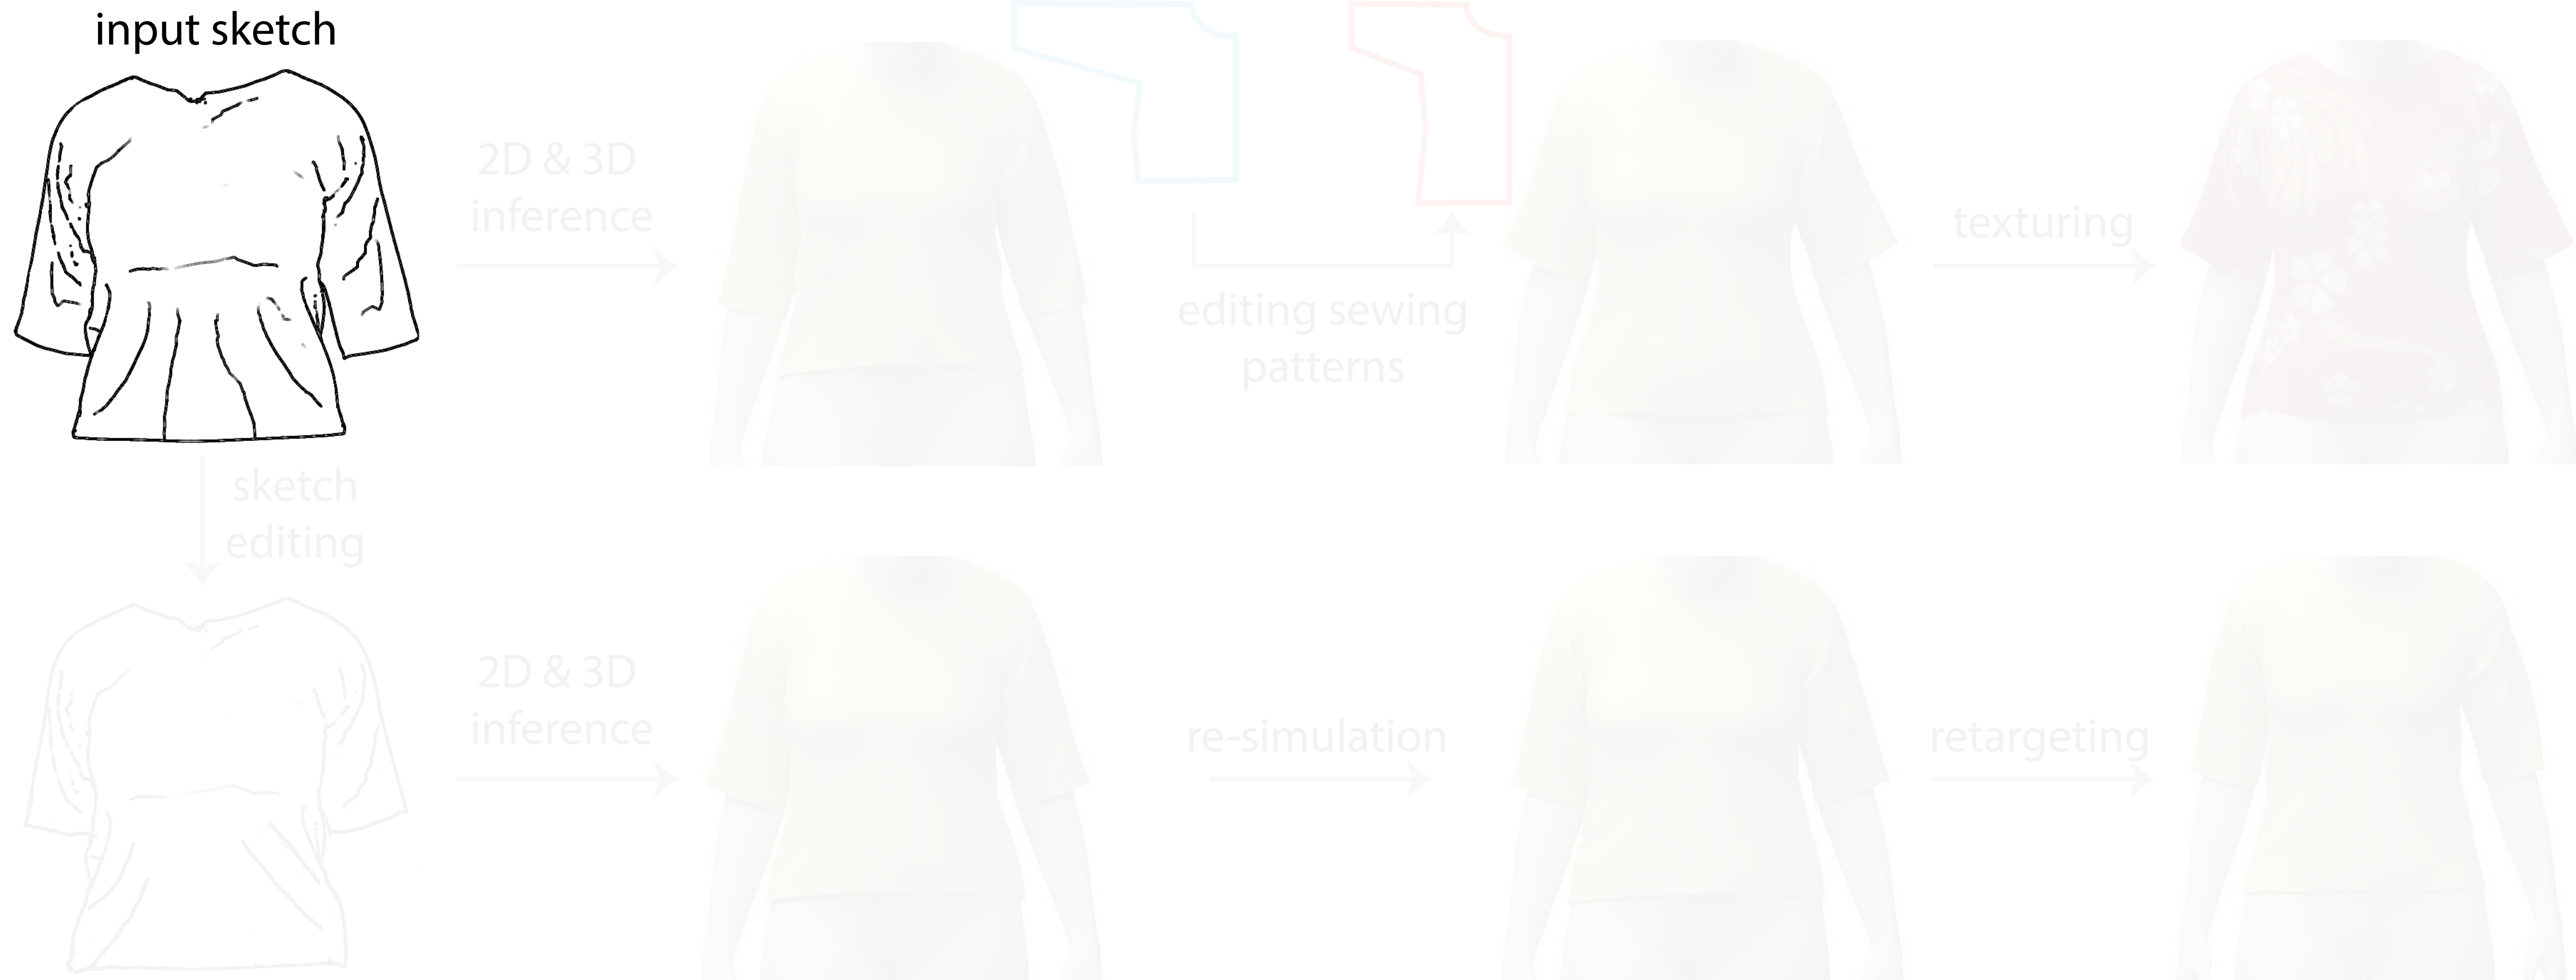 input sketch
2D & 3D
inference
editing sewing
patterns
texturing
sketch
editing
2D & 3D
inference
re-simulation
retargeting